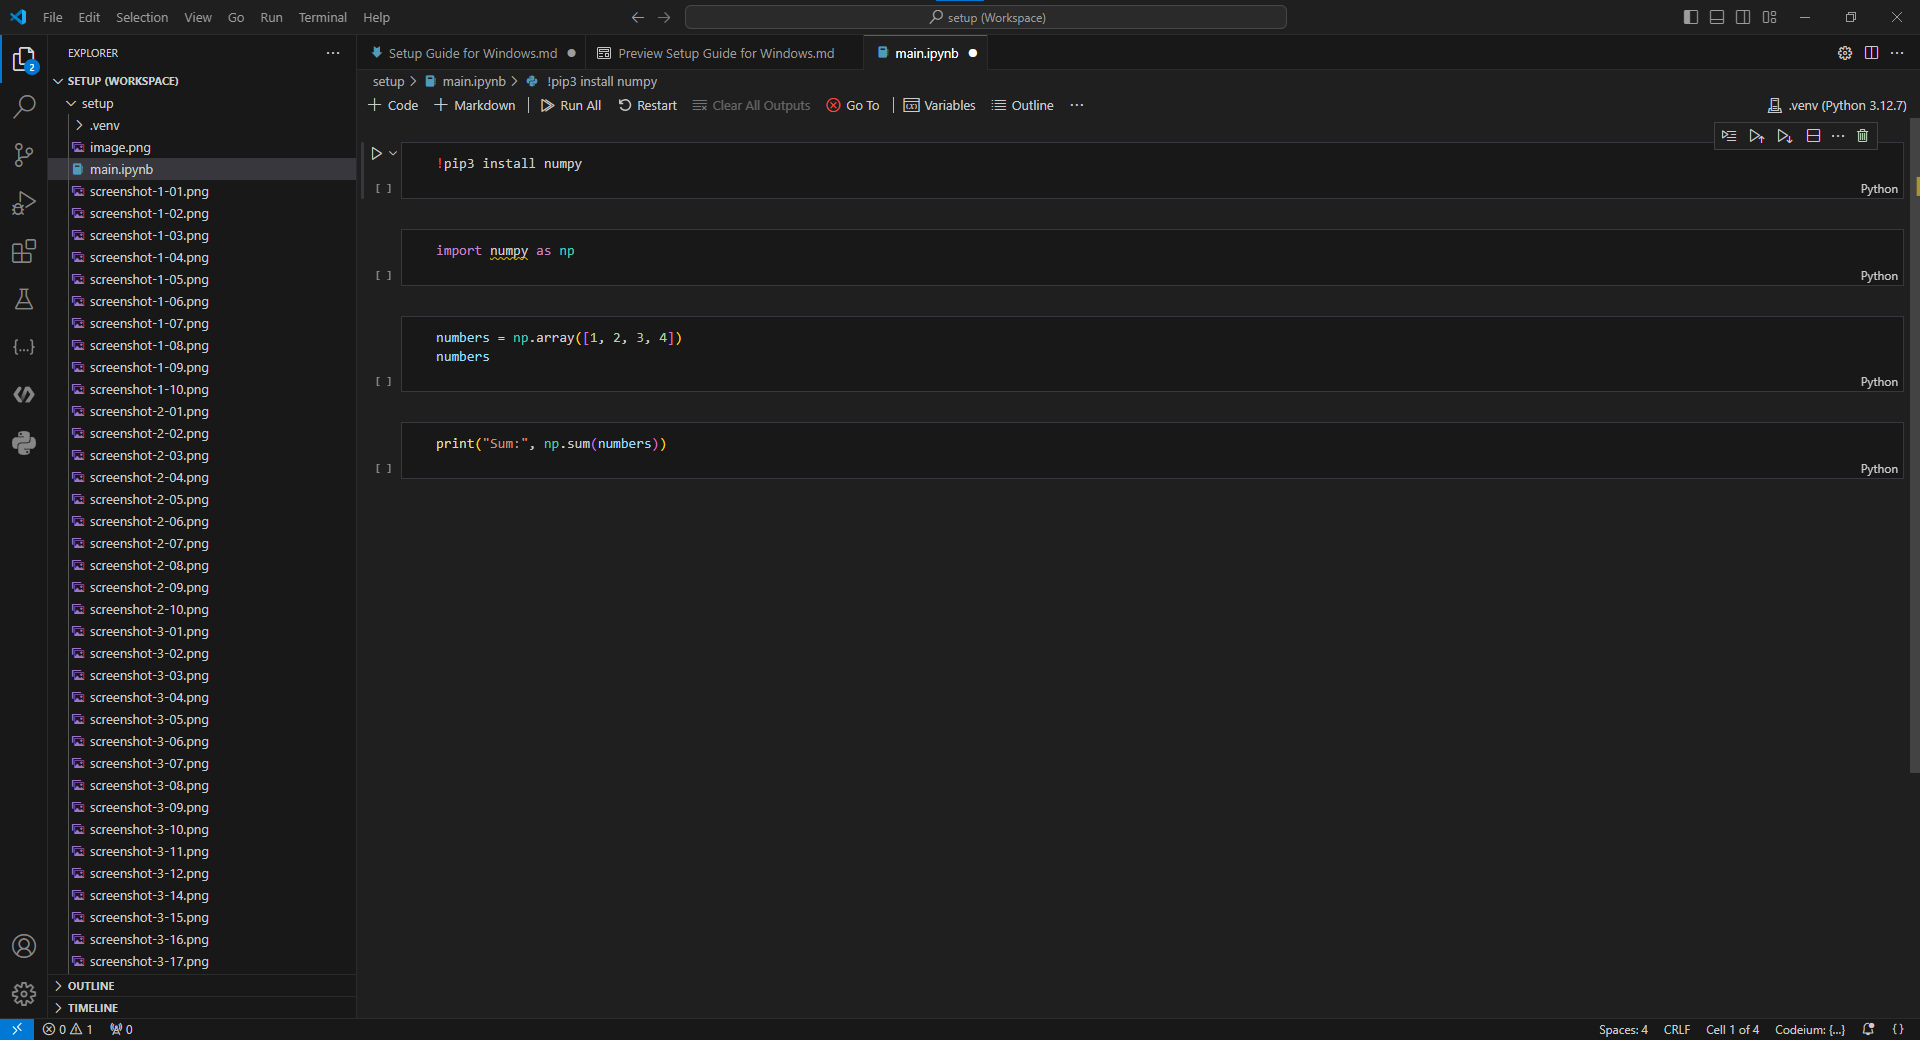 File Edit Selection View Go Run Terminal Help
setup (Workspace)
EXPLORER
SETUP (WORKSPACE)
setup
.venv
image.png
main.ipynb
screenshot-1-01.png
screenshot-1-02.png
screenshot-1-03.png
screenshot-1-04.png
screenshot-1-05.png
screenshot-1-06.png
screenshot-1-07.png
screenshot-1-08.png
screenshot-1-09.png
screenshot-1-10.png
screenshot-2-01.png
screenshot-2-02.png
screenshot-2-03.png
screenshot-2-04.png
screenshot-2-05.png
screenshot-2-06.png
screenshot-2-07.png
screenshot-2-08.png
screenshot-2-09.png
screenshot-2-10.png
screenshot-3-01.png
screenshot-3-02.png
screenshot-3-03.png
screenshot-3-04.png
screenshot-3-05.png
screenshot-3-06.png
screenshot-3-07.png
screenshot-3-08.png
screenshot-3-09.png
screenshot-3-10.png
screenshot-3-11.png
screenshot-3-12.png
screenshot-3-14.png
screenshot-3-15.png
screenshot-3-16.png
screenshot-3-17.png
OUTLINE
TIMELINE
2
Setup Guide for Windows.md
Preview Setup Guide for Windows.md
main.ipynb
setup > main.ipynb > !pip3 install numpy
Code Markdown Run All Restart Clear All Outputs Go To Variables Outline
.venv (Python 3.12.7)
!pip3 install numpy
[ ]
Python
import numpy as np
[ ]
Python
numbers = np.array([1, 2, 3, 4])
numbers
[ ]
Python
print("Sum:", np.sum(numbers))
[ ]
Python
0 1 0
Spaces: 4 CRLF Cell 1 of 4 Codeium: {...} {}